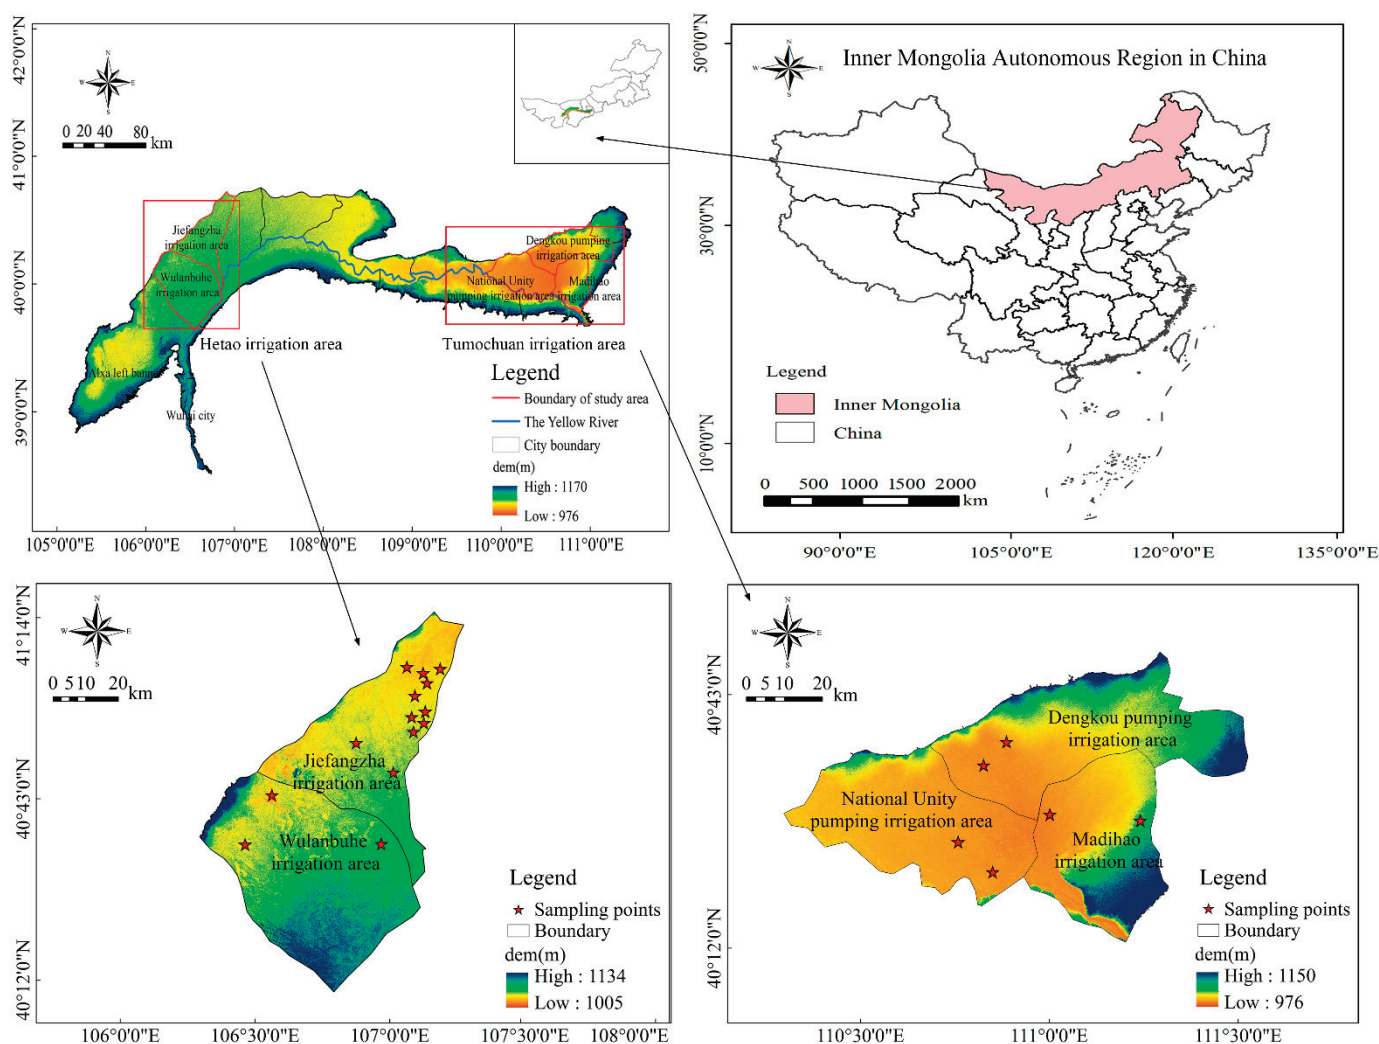 42°0'0"N
41°0'0"N
40°0'0"N
39°0'0"N
N
W
E
S
0 20 40 80
km
Jiefangzha
irrigation area
Wulanbuhe
irrigation area
Dengkou pumping
irrigation area
National Unity
pumping irrigation area
Madihao
irrigation area
Hetao irrigation area
Tumochuan irrigation area
Alxa left banner
Wuhai city
Legend
Boundary of study area
The Yellow River
City boundary
dem(m)
High : 1170
Low : 976
105°0'0"E
106°0'0"E
107°0'0"E
108°0'0"E
109°0'0"E
110°0'0"E
111°0'0"E
50°0'0"N
30°0'0"N
10°0'0"N
N
W
E
S
Inner Mongolia Autonomous Region in China
Legend
Inner Mongolia
China
0 500 1000 1500 2000
km
90°0'0"E
105°0'0"E
120°0'0"E
135°0'0"E
41°14'0"N
40°43'0"N
40°12'0"N
N
W
E
S
0 5 10 20
km
Jiefangzha
irrigation area
Wulanbuhe
irrigation area
Legend
Sampling points
Boundary
dem(m)
High : 1134
Low : 1005
106°0'0"E
106°30'0"E
107°0'0"E
107°30'0"E
108°0'0"E
40°43'0"N
40°12'0"N
N
W
E
S
0 5 10 20
km
Dengkou pumping
irrigation area
National Unity
pumping irrigation area
Madihao
irrigation area
Legend
Sampling points
Boundary
dem(m)
High : 1150
Low : 976
110°30'0"E
111°0'0"E
111°30'0"E